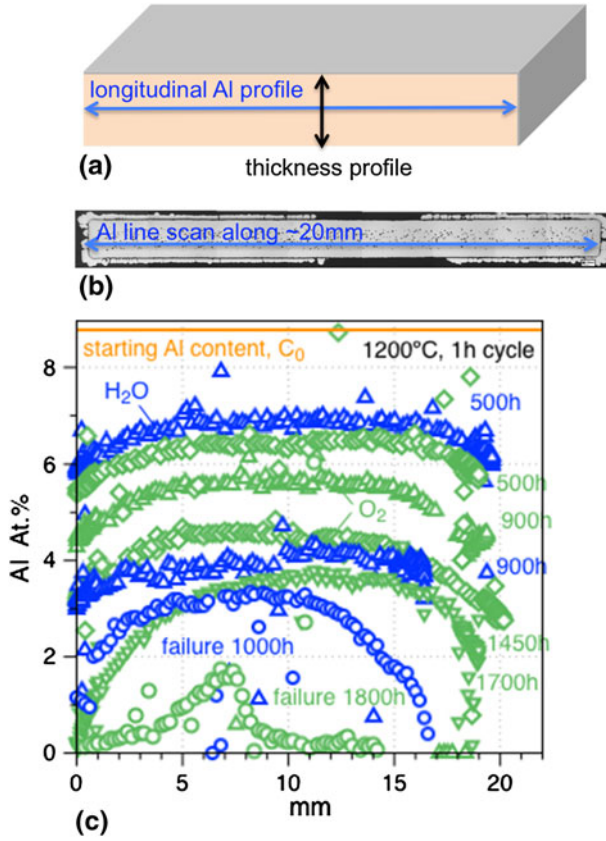 longitudinal Al profile
(a)
thickness profile
Al line scan along ~20mm
(b)
starting Al content, C0
1200°C, 1h cycle
H2O
500h
500h
O2
900h
900h
failure 1000h
1450h
failure 1800h
1700h
Al At.%
8
6
4
2
0
0 5 10 15 20
mm
(c)